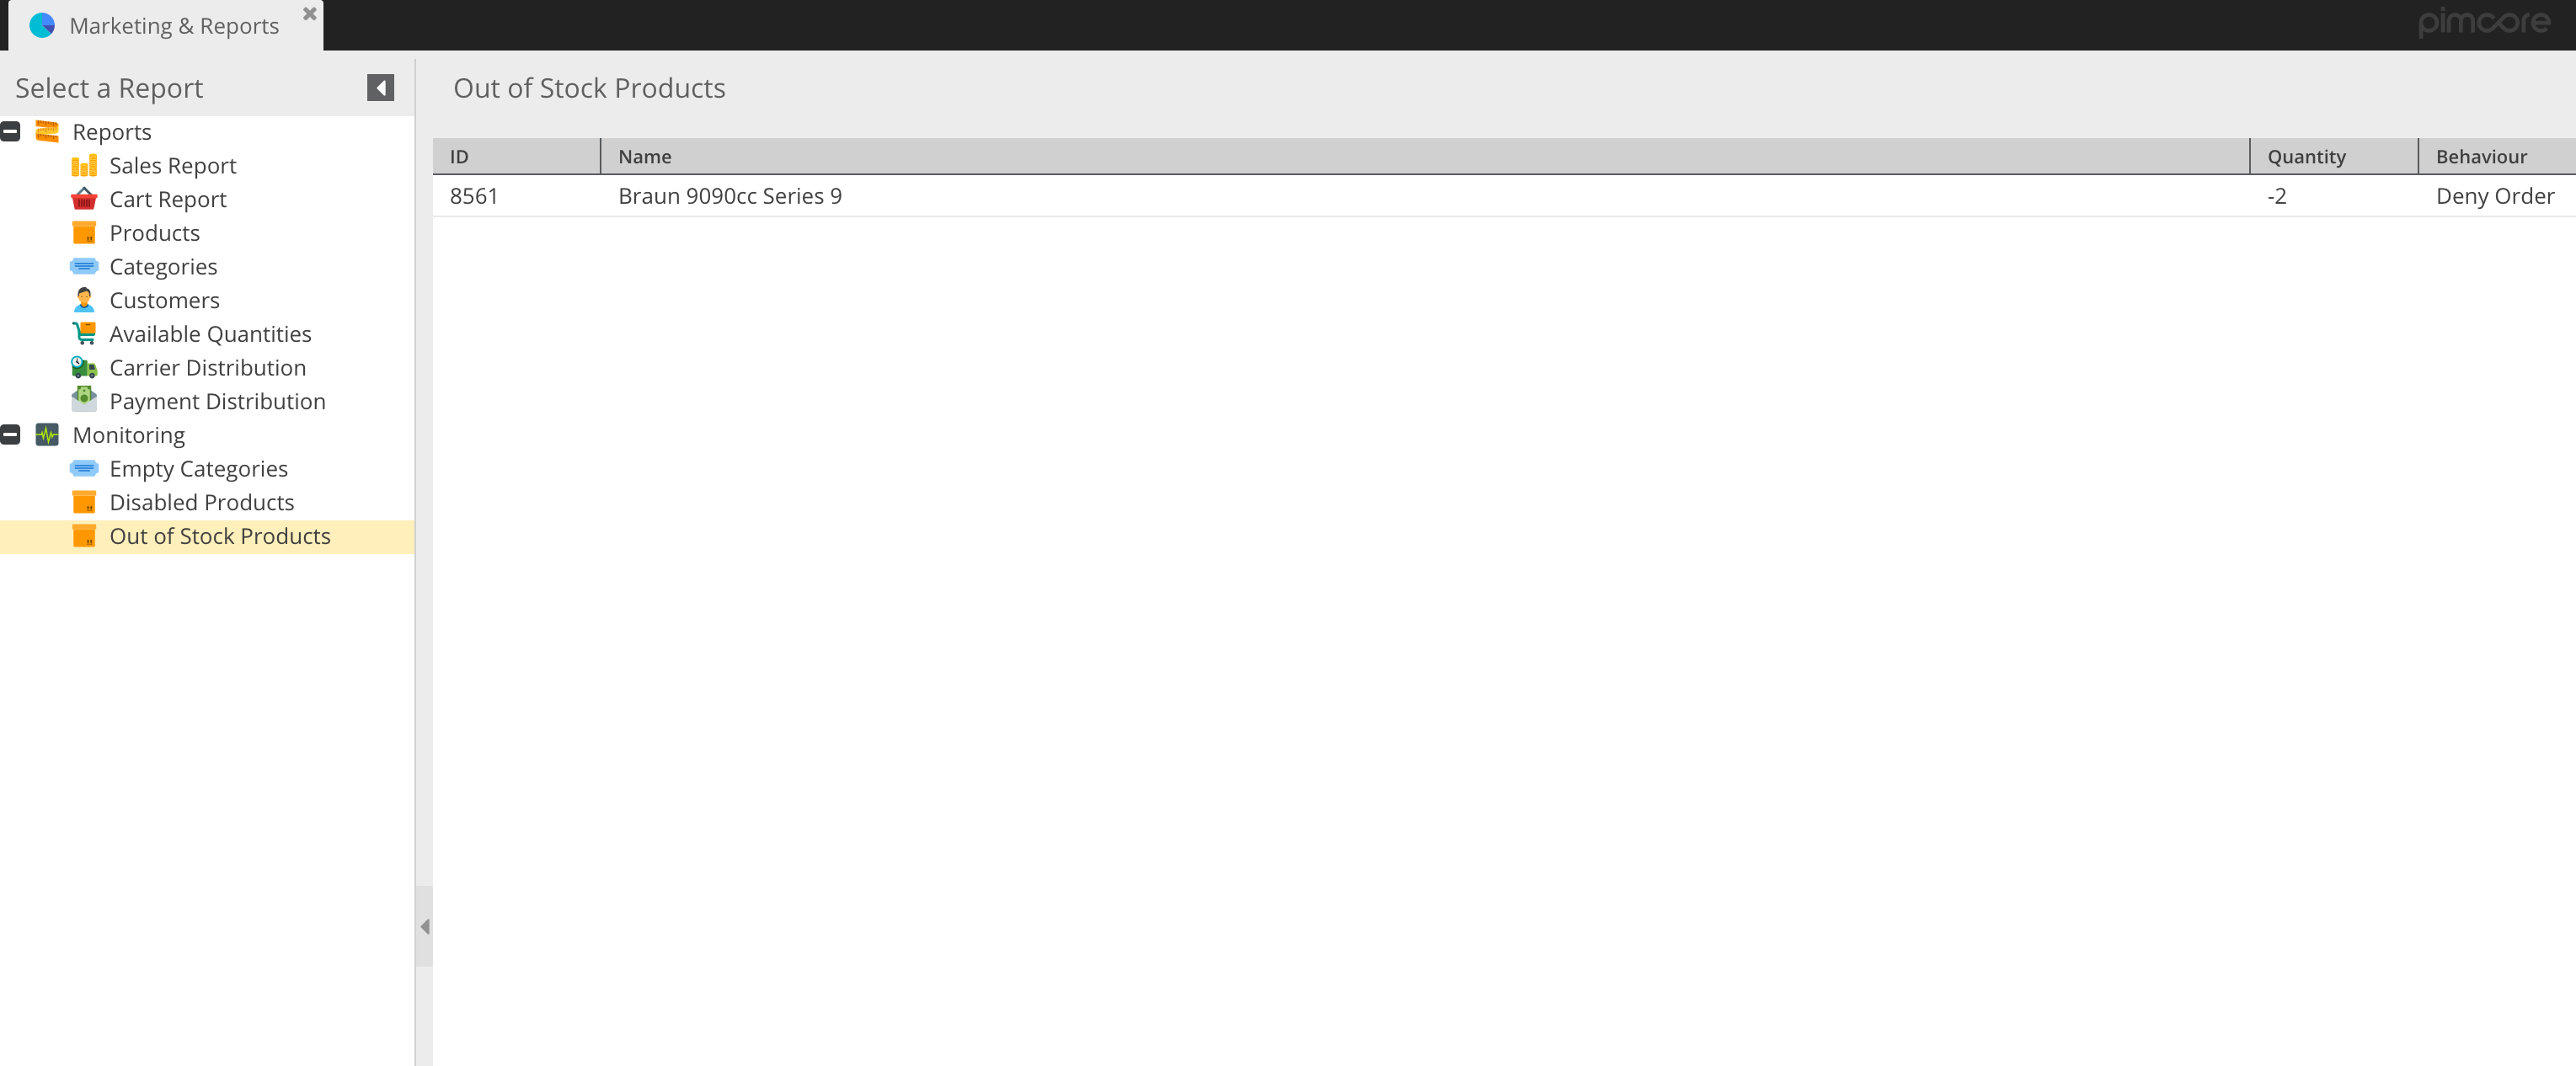 Marketing & Reports
pimcore
Select a Report
Reports
Sales Report
Cart Report
Products
Categories
Customers
Available Quantities
Carrier Distribution
Payment Distribution
Monitoring
Empty Categories
Disabled Products
Out of Stock Products
Out of Stock Products
ID Name Quantity Behaviour
8561 Braun 9090cc Series 9 -2 Deny Order